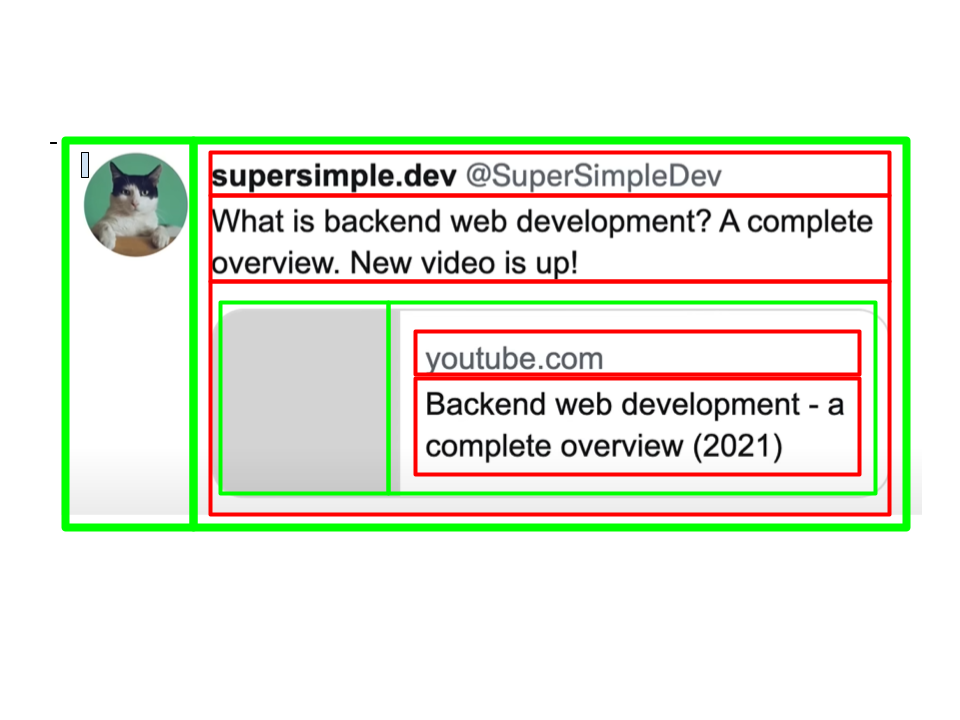 supersimple.dev @SuperSimpleDev
What is backend web development? A complete
overview. New video is up!
youtube.com
Backend web development - a
complete overview (2021)